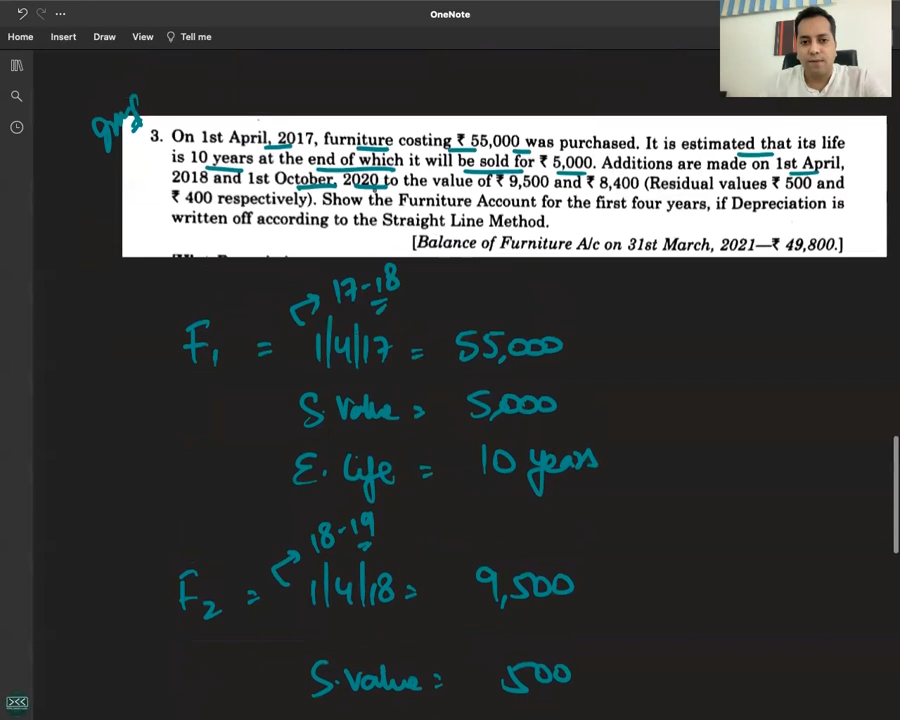 OneNote
Home Insert Draw View Tell me
3. On 1st April, 2017, furniture costing ₹ 55,000 was purchased. It is estimated that its life
is 10 years at the end of which it will be sold for ₹ 5,000. Additions are made on 1st April,
2018 and 1st October, 2020 to the value of ₹ 9,500 and ₹ 8,400 (Residual values ₹ 500 and
₹ 400 respectively). Show the Furniture Account for the first four years, if Depreciation is
written off according to the Straight Line Method.
[Balance of Furniture A/c on 31st March, 2021—₹ 49,800.]
17-18
F1 = 1/4/17 = 55,000
S. Value = 5,000
E. life = 10 years
18-19
F2 = 1/4/18 = 9,500
S. value = 500